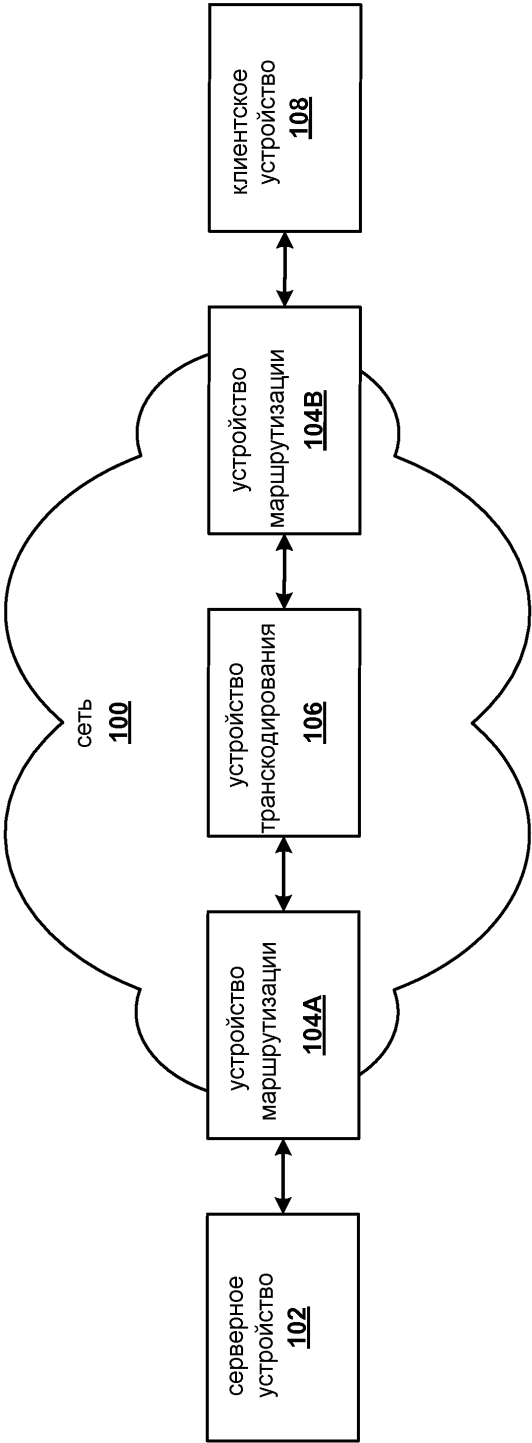 сеть
100
серверное
устройство
102
устройство
маршрутизации
104A
устройство
транскодирования
106
устройство
маршрутизации
104B
клиентское
устройство
108